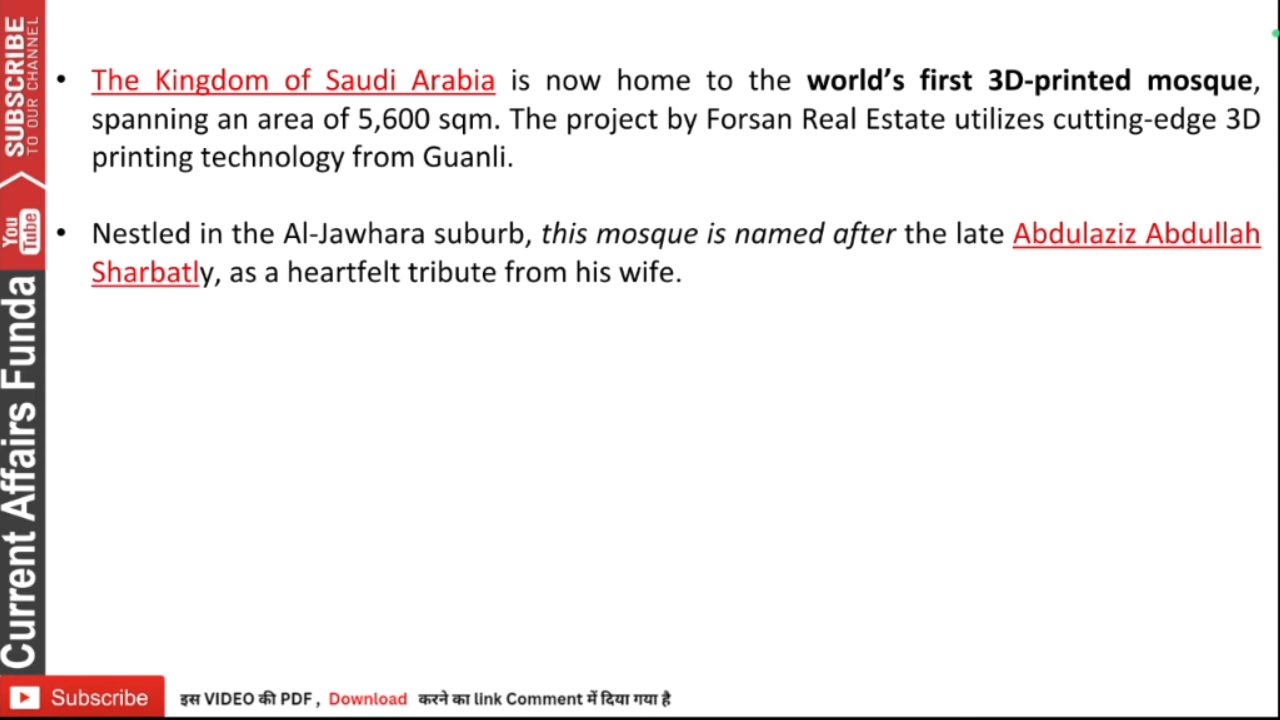 SUBSCRIBE
TO OUR CHANNEL
You
Tube
Current Affairs Funda
• The Kingdom of Saudi Arabia is now home to the world’s first 3D-printed mosque,
spanning an area of 5,600 sqm. The project by Forsan Real Estate utilizes cutting-edge 3D
printing technology from Guanli.
• Nestled in the Al-Jawhara suburb, this mosque is named after the late Abdulaziz Abdullah
Sharbatly, as a heartfelt tribute from his wife.
Subscribe
इस VIDEO की PDF , Download करने का link Comment में दिया गया है